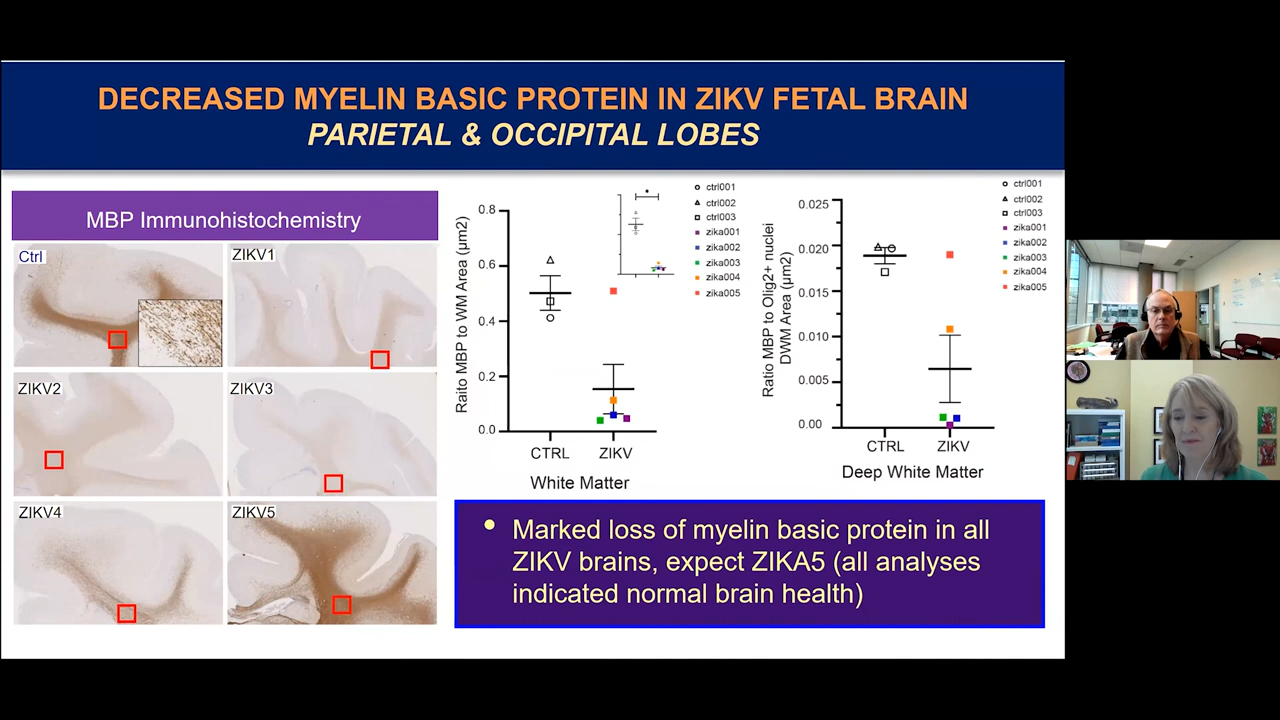 DECREASED MYELIN BASIC PROTEIN IN ZIKV FETAL BRAIN
PARIETAL & OCCIPITAL LOBES
MBP Immunohistochemistry
Ctrl
ZIKV1
ZIKV2
ZIKV3
ZIKV4
ZIKV5
Raito MBP to WM Area (µm2)
0.8
0.6
0.4
0.2
0.0
CTRL
ZIKV
White Matter
*
ctrl001
ctrl002
ctrl003
zika001
zika002
zika003
zika004
zika005
Ratio MBP to Olig2+ nuclei
DWM Area (µm2)
0.025
0.020
0.015
0.010
0.005
0.00
CTRL
ZIKV
Deep White Matter
ctrl001
ctrl002
ctrl003
zika001
zika002
zika003
zika004
zika005
• Marked loss of myelin basic protein in all
ZIKV brains, expect ZIKA5 (all analyses
indicated normal brain health)